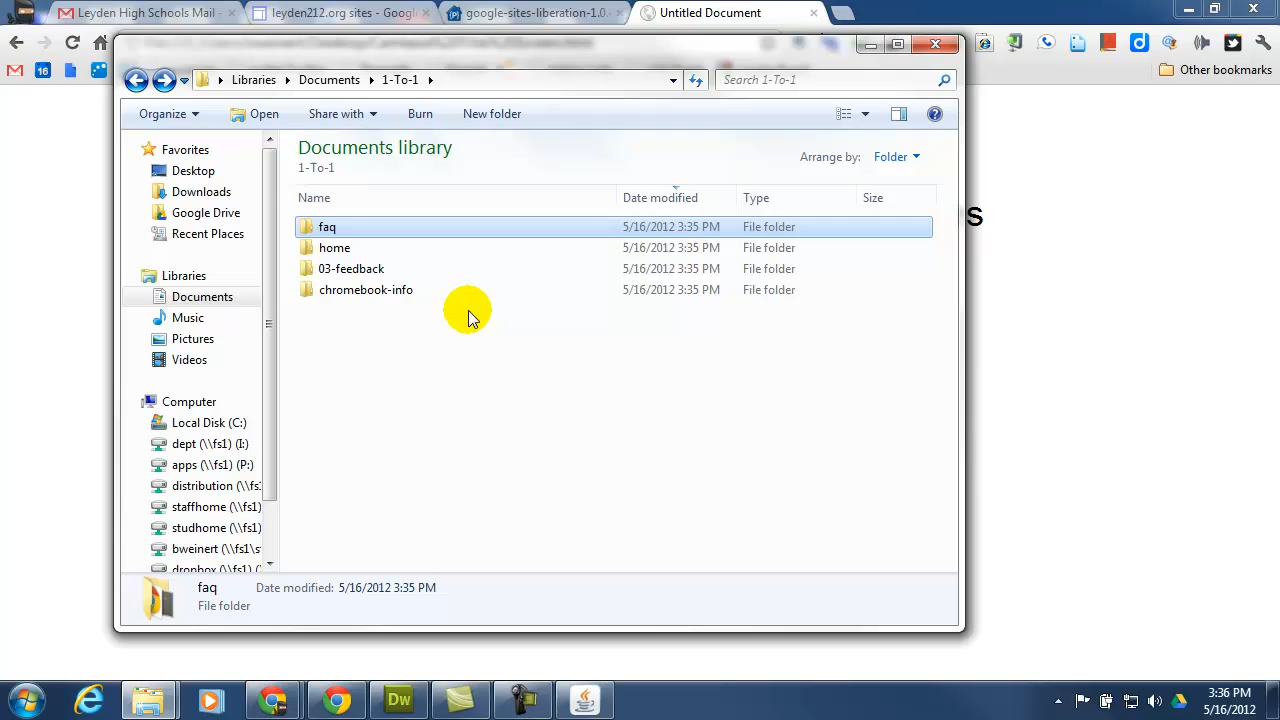 Leyden High Schools Mail -
leyden212.org sites - Google
google-sites-liberation-1.0.
Untitled Document
16
Other bookmarks
Libraries
Documents
1-To-1
Search 1-To-1
Organize
Open
Share with
Burn
New folder
Documents library
1-To-1
Arrange by:
Folder
Name
Date modified
Type
Size
faq
5/16/2012 3:35 PM
File folder
home
5/16/2012 3:35 PM
File folder
03-feedback
5/16/2012 3:35 PM
File folder
chromebook-info
5/16/2012 3:35 PM
File folder
s
Favorites
Desktop
Downloads
Google Drive
Recent Places
Libraries
Documents
Music
Pictures
Videos
Computer
Local Disk (C:)
dept (\\fs1) (I:)
apps (\\fs1) (P:)
distribution (\\fs1
staffhome (\\fs1)
studhome (\\fs1)
bweinert (\\fs1\s
dropbox (\\fs1) (
faq
Date modified: 5/16/2012 3:35 PM
File folder
Dw
3:36 PM
5/16/2012